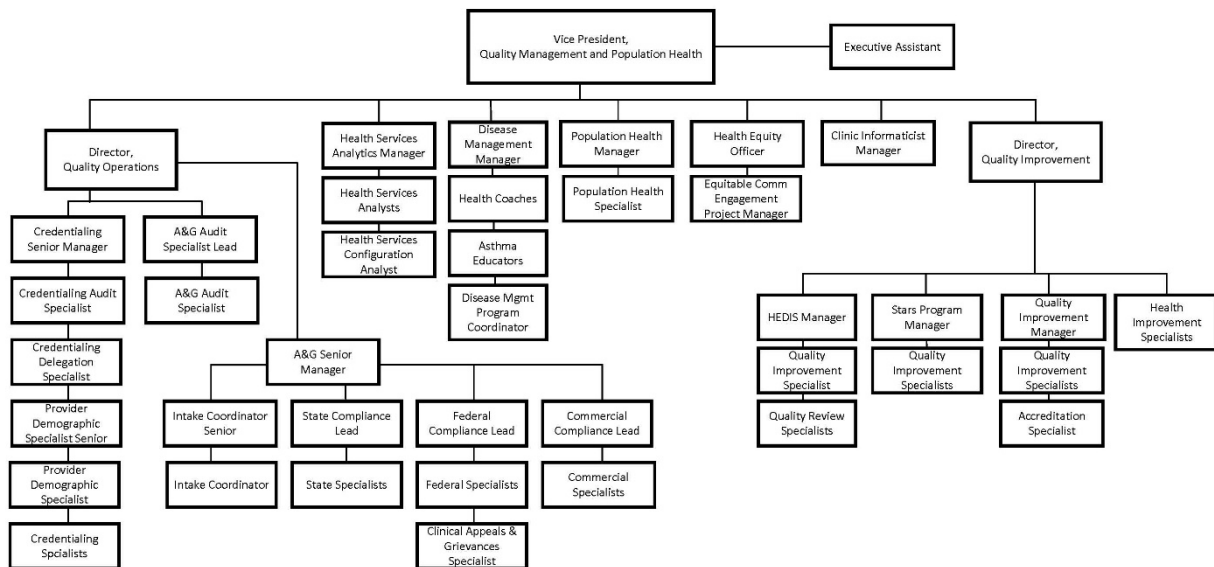 Vice President,
Quality Management and Population Health
Executive Assistant
Director,
Quality Operations
Health Services
Analytics Manager
Disease
Management
Manager
Population Health
Manager
Health Equity
Officer
Clinic Informaticist
Manager
Director,
Quality Improvement
Health Services
Analysts
Health Coaches
Population Health
Specialist
Equitable Comm
Engagement
Project Manager
Credentialing
Senior Manager
A&G Audit
Specialist Lead
Health Services
Configuration
Analyst
Asthma
Educators
Credentialing Audit
Specialist
A&G Audit
Specialist
Disease Mgmt
Program
Coordinator
HEDIS Manager
Stars Program
Manager
Quality
Improvement
Manager
Health
Improvement
Specialists
Credentialing
Delegation
Specialist
A&G Senior
Manager
Quality
Improvement
Specialist
Quality
Improvement
Specialists
Quality
Improvement
Specialists
Provider
Demographic
Specialist Senior
Intake Coordinator
Senior
State Compliance
Lead
Federal
Compliance Lead
Commercial
Compliance Lead
Quality Review
Specialists
Accreditation
Specialist
Provider
Demographic
Specialist
Intake Coordinator
State Specialists
Federal Specialists
Commercial
Specialists
Credentialing
Spcialists
Clinical Appeals &
Grievances
Specialist